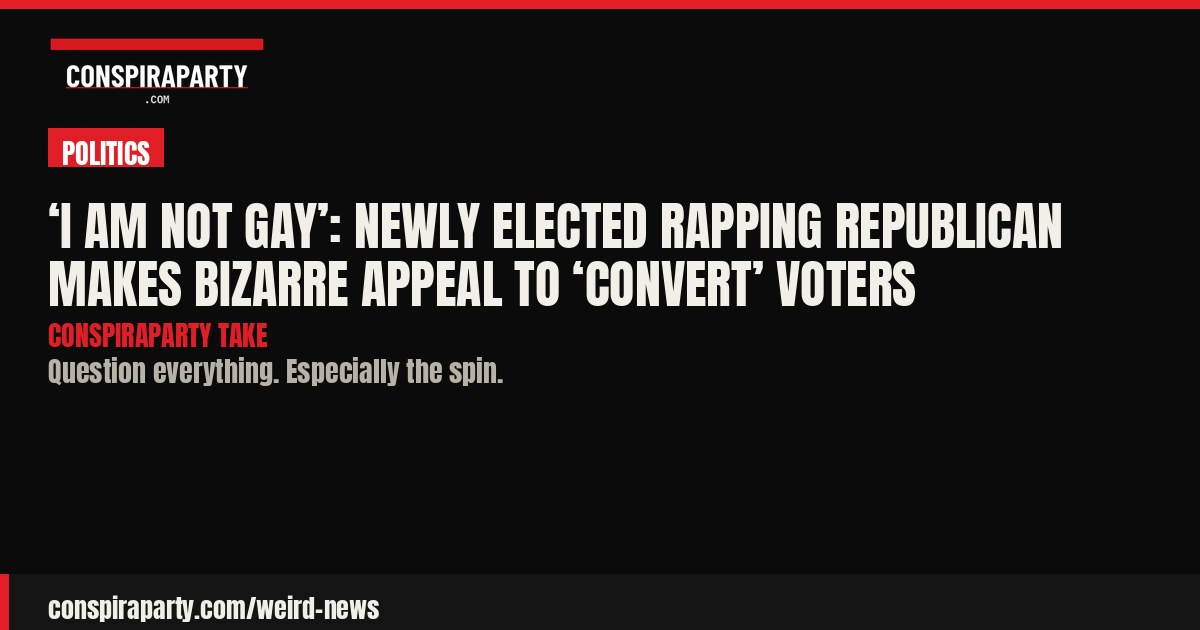 CONSPIRAPARTY
.COM
POLITICS
‘I AM NOT GAY’: NEWLY ELECTED RAPPING REPUBLICAN
MAKES BIZARRE APPEAL TO ‘CONVERT’ VOTERS
CONSPIRAPARTY TAKE
Question everything. Especially the spin.
conspiraparty.com/weird-news